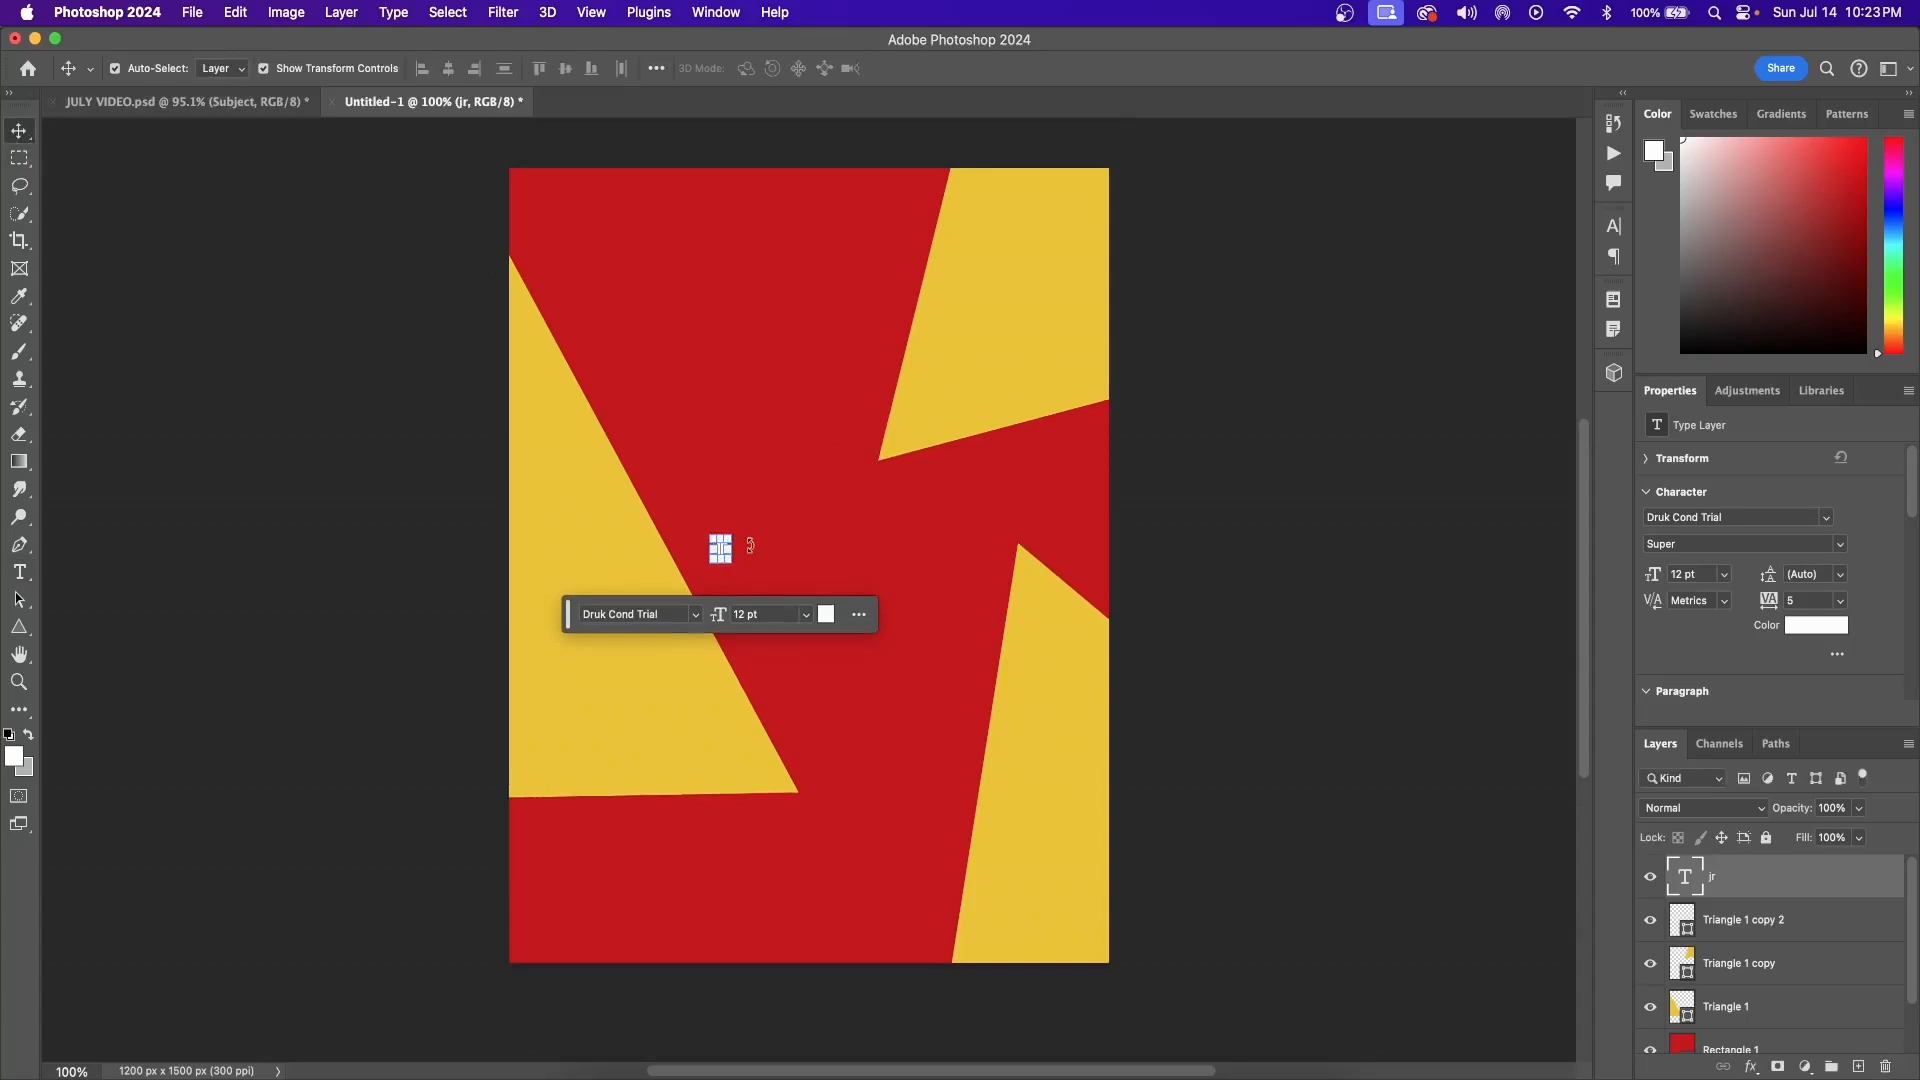 Photoshop 2024 File Edit Image Layer Type Select Filter 3D View Plugins Window Help 100% Sun Jul 14 10:23 PM
Adobe Photoshop 2024
Auto-Select: Layer Show Transform Controls 3D Mode: Share
JULY VIDEO.psd @ 95.1% (Subject, RGB/8) * Untitled-1 @ 100% (jr, RGB/8) *
Color Swatches Gradients Patterns
Properties Adjustments Libraries
T Type Layer
Transform
Character
Druk Cond Trial
Super
12 pt (Auto)
Metrics 5
Color
Paragraph
Druk Cond Trial 12 pt
Layers Channels Paths
Kind
Normal Opacity: 100%
Lock: Fill: 100%
T jr
Triangle 1 copy 2
Triangle 1 copy
Triangle 1
Rectangle 1
100% 1200 px x 1500 px (300 ppi)